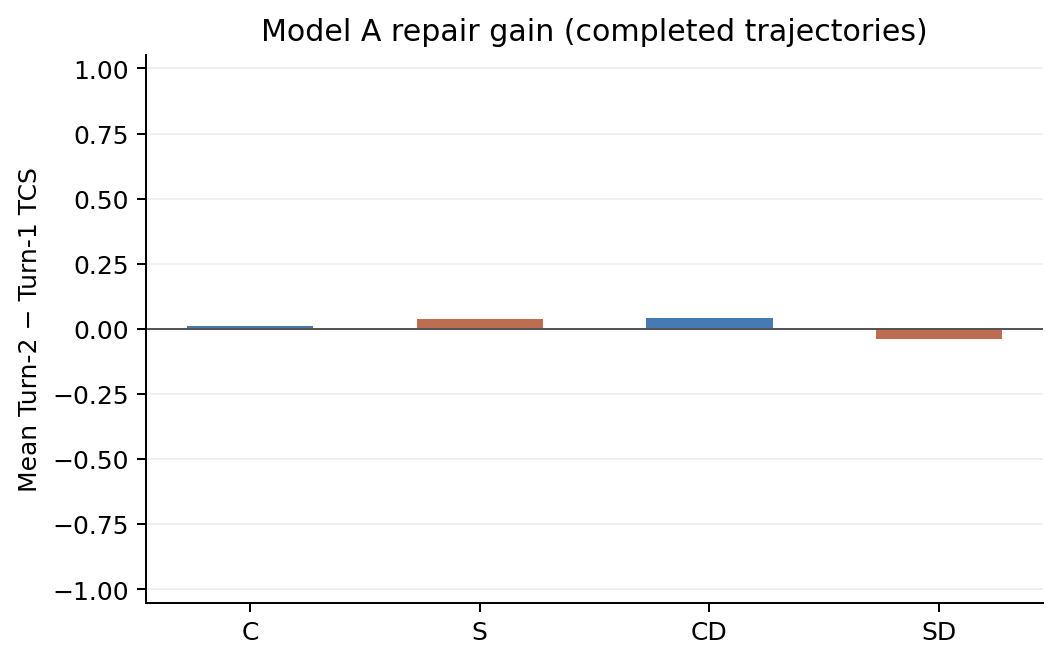 Model A repair gain (completed trajectories)
Mean Turn-2 − Turn-1 TCS
1.00
0.75
0.50
0.25
0.00
−0.25
−0.50
−0.75
−1.00
C
S
CD
SD